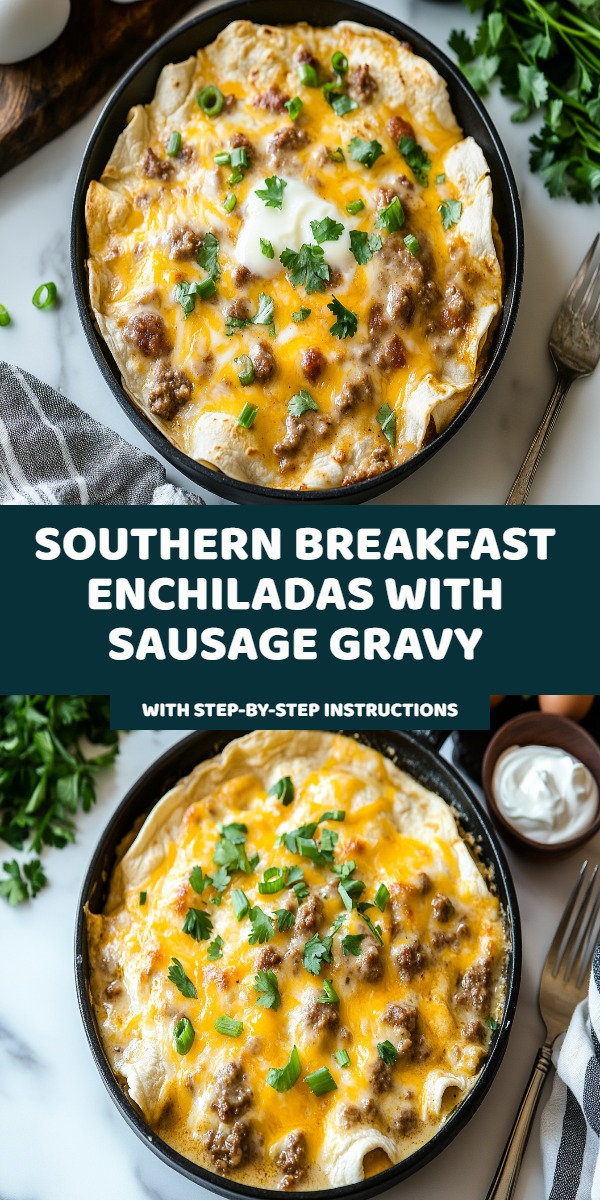 SOUTHERN BREAKFAST
ENCHILADAS WITH
SAUSAGE GRAVY
WITH STEP-BY-STEP INSTRUCTIONS